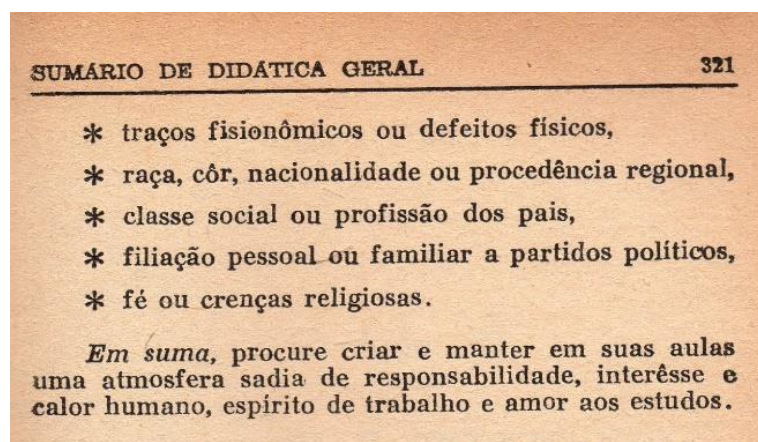 SUMÁRIO DE DIDÁTICA GERAL 321
* traços fisionômicos ou defeitos físicos,
* raça, côr, nacionalidade ou procedência regional,
* classe social ou profissão dos pais,
* filiação pessoal ou familiar a partidos políticos,
* fé ou crenças religiosas.
Em suma, procure criar e manter em suas aulas
uma atmosfera sadia de responsabilidade, interêsse e
calor humano, espírito de trabalho e amor aos estudos.